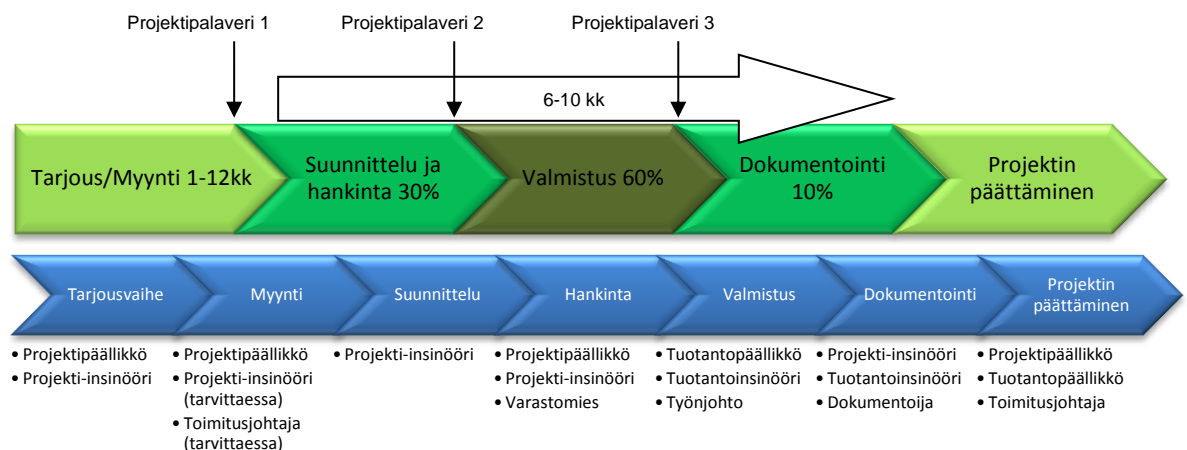 Projektipalaveri 1
Projektipalaveri 2
Projektipalaveri 3
6-10 kk
Tarjous/Myynti 1-12kk
Suunnittelu ja
hankinta 30%
Valmistus 60%
Dokumentointi
10%
Projektin
päättäminen
Tarjousvaihe
Myynti
Suunnittelu
Hankinta
Valmistus
Dokumentointi
Projektin
päättäminen
• Projektipäällikkö
• Projekti-insinööri
• Projektipäällikkö
• Projekti-insinööri
(tarvittaessa)
• Toimitusjohtaja
(tarvittaessa)
• Projekti-insinööri
• Projektipäällikkö
• Projekti-insinööri
• Varastomies
• Tuotantopäällikkö
• Tuotantoinsinööri
• Työnjohto
• Projekti-insinööri
• Tuotantoinsinööri
• Dokumentoija
• Projektipäällikkö
• Tuotantopäällikkö
• Toimitusjohtaja